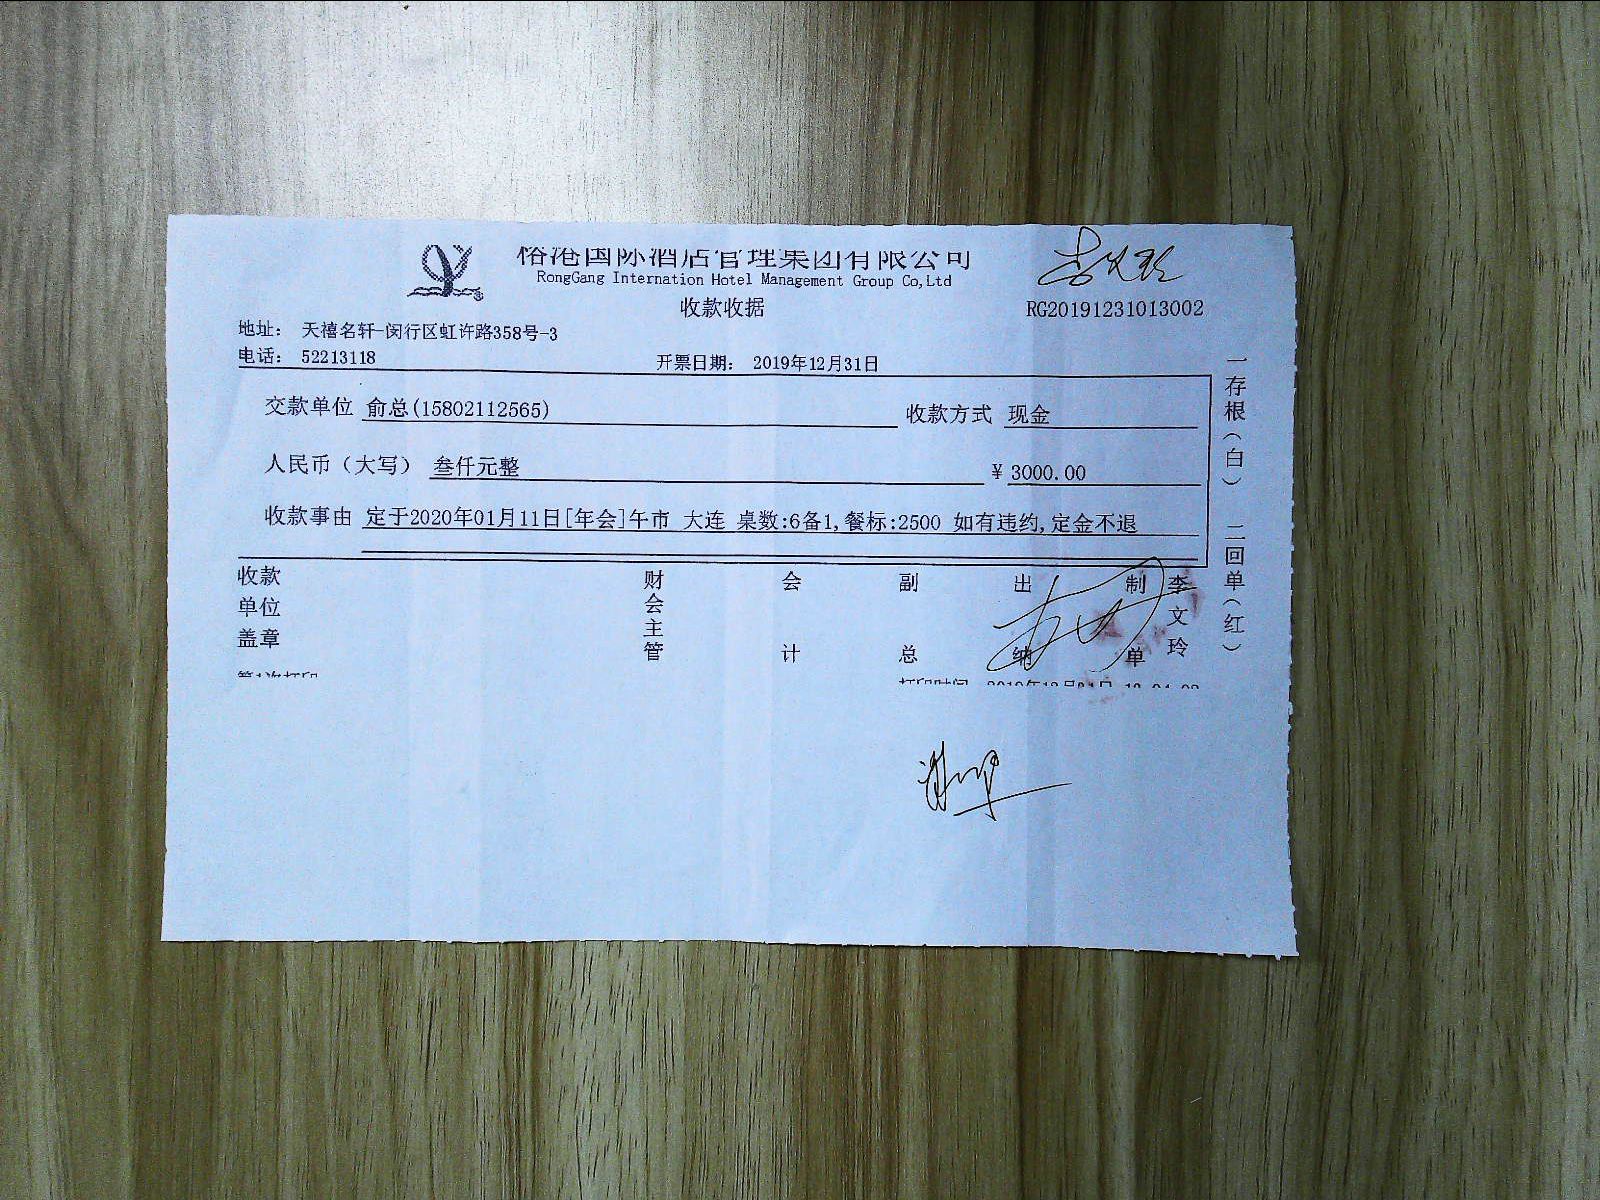 榕港国际酒店管理集团有限公司
RongGang Internation Hotel Management Group Co,Ltd
收款收据
RG20191231013002
地址： 天禧名轩-闵行区虹许路358号-3
电话： 52213118
开票日期： 2019年12月31日
交款单位 俞总(15802112565) 收款方式 现金
人民币（大写） 叁仟元整 ¥ 3000.00
收款事由 定于2020年01月11日[年会]午市 大连 桌数:6备1,餐标:2500 如有违约,定金不退
一存根（白） 二回单（红）
收款单位盖章 财会主管 会计 副总 出纳 制单 李文玲
第1次打印